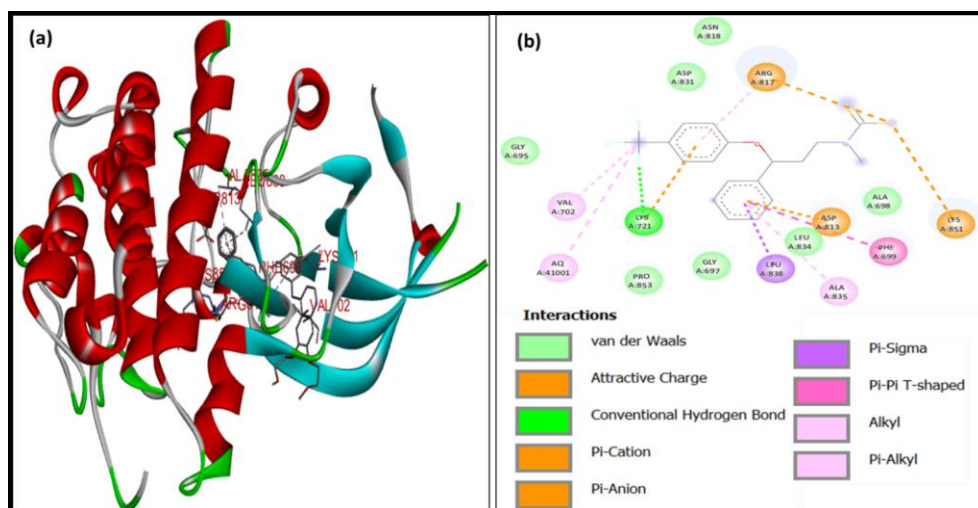 (a)
(b)
ASN
A:818
ASP
A:831
ARG
A:817
GLY
A:695
VAL
A:702
LYS
A:721
ALA
A:698
ASP
A:813
LYS
A:851
LEU
A:834
PHE
A:699
AQ
A:41001
PRO
A:853
GLY
A:697
LEU
A:838
ALA
A:835
Interactions
van der Waals
Attractive Charge
Conventional Hydrogen Bond
Pi-Cation
Pi-Anion
Pi-Sigma
Pi-Pi T-shaped
Alkyl
Pi-Alkyl